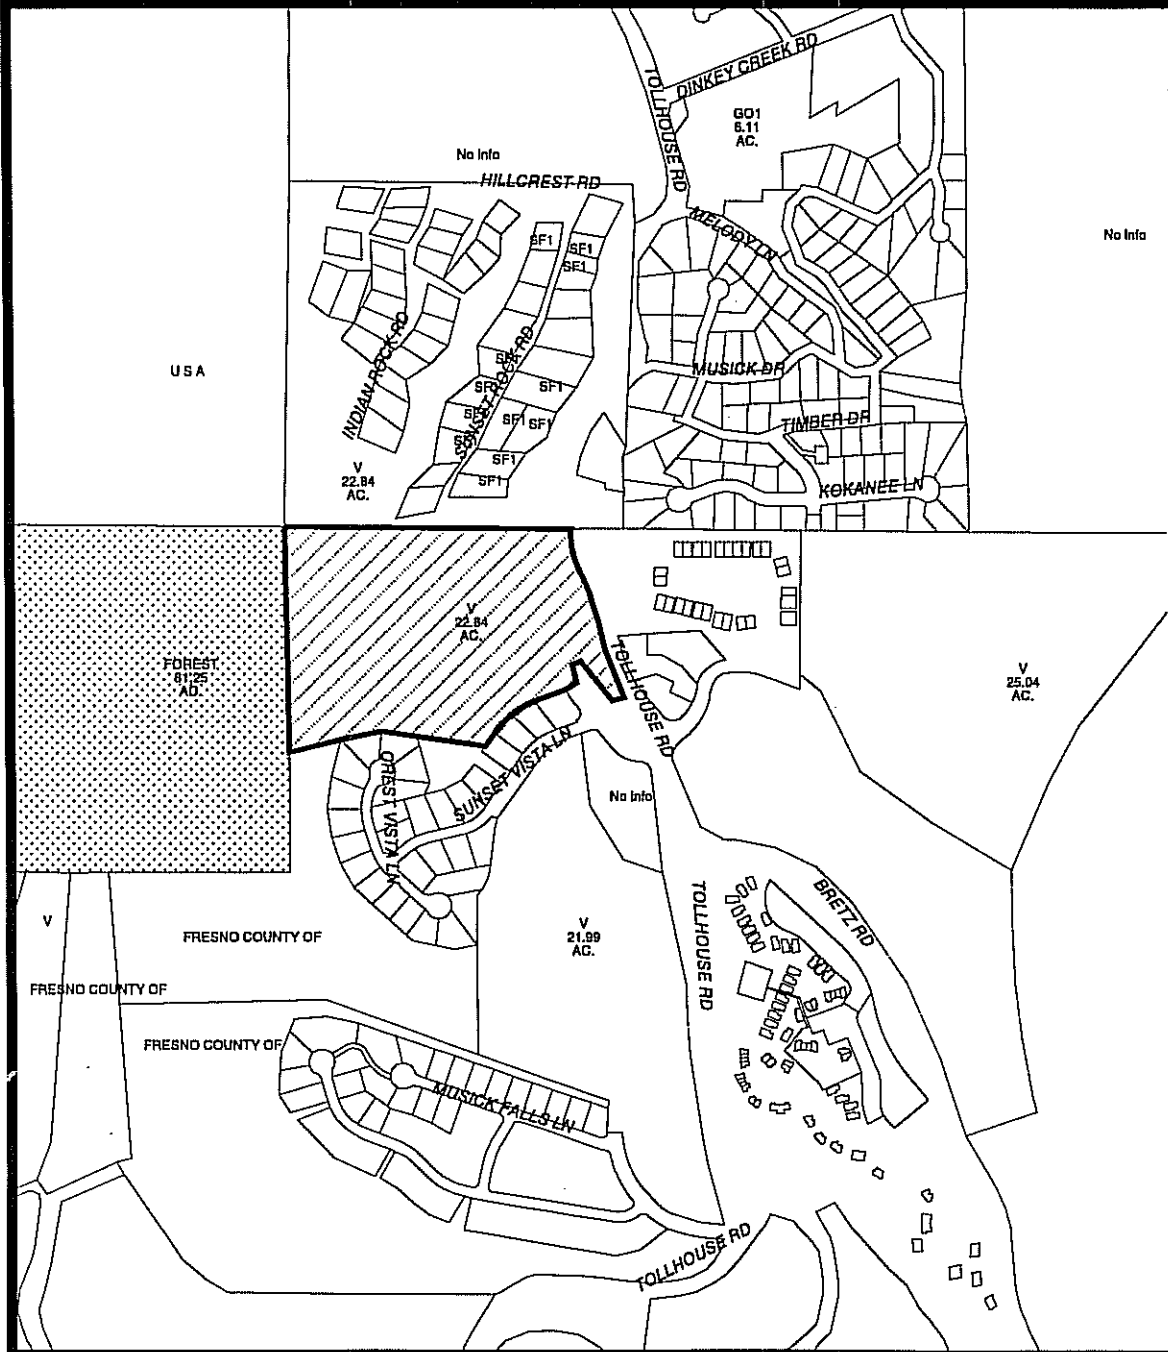 DINKEY CREEK RD
TOLLHOUSE RD
GO1
6.11
AC.
No Info
HILLCREST RD
MELODY LN
No Info
SF1
SF1
SF1
INDIAN ROCK RD
SUNSET ROCK RD
USA
MUSICK DR
SF1
SF1
SF1
SF1
SF1
TIMBER DR
SF1
SF1
SF1
V
22.84
AC.
KOKANEE LN
V
22.84
AC.
FOREST
61.25
TOLLHOUSE RD
V
25.04
AC.
SUNSET VISTA LN
VISTA LN
No Info
TOLLHOUSE RD
BRETZ RD
V
V
21.99
AC.
FRESNO COUNTY OF
FRESNO COUNTY OF
FRESNO COUNTY OF
MUSICK FALLS LN
TOLLHOUSE RD